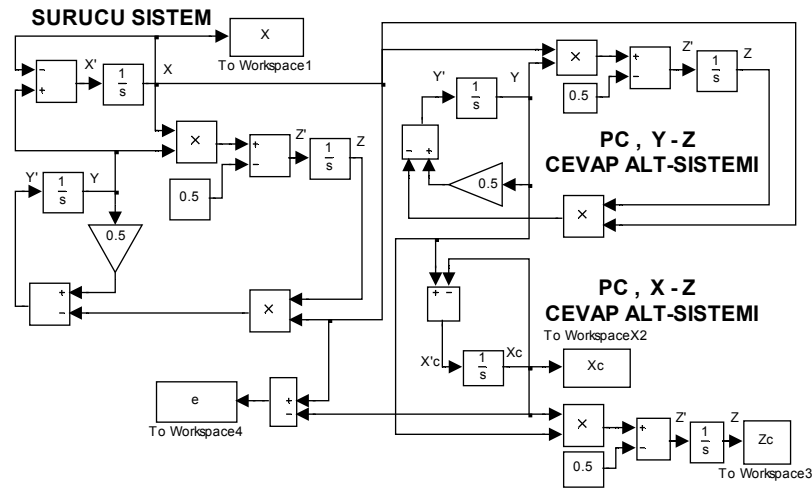 SURUCU SISTEM
X
To Workspace1
X'
1
s
X
-
+
×
0.5
+
-
Z'
1
s
Z
Y'
1
s
Y
0.5
+
-
×
e
To Workspace4
+
-
Y'
1
s
Y
-
+
0.5
×
0.5
+
-
Z'
1
s
Z
PC , Y - Z
CEVAP ALT-SISTEMI
×
+
-
PC , X - Z
CEVAP ALT-SISTEMI
To WorkspaceX2
X'c
1
s
Xc
Xc
×
0.5
+
-
Z'
1
s
Z
Zc
To Workspace3